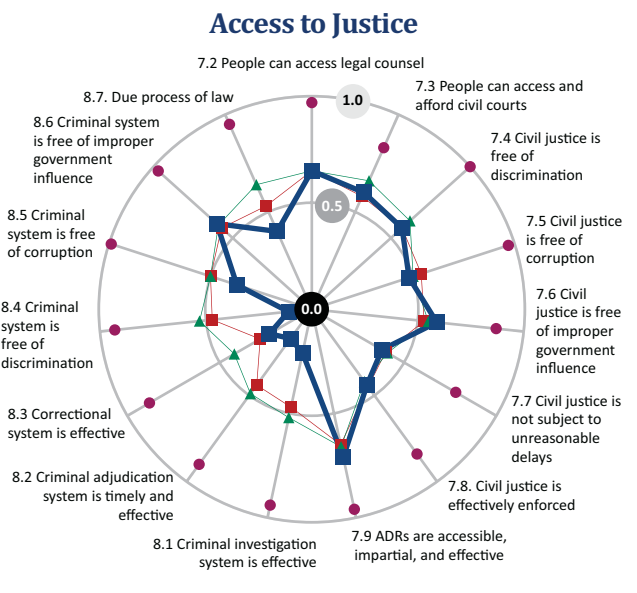 Access to Justice
7.2 People can access legal counsel
7.3 People can access and
afford civil courts
7.4 Civil justice is
free of
discrimination
7.5 Civil justice
is free of
corruption
7.6 Civil
justice is free
of improper
government
influence
7.7 Civil justice is
not subject to
unreasonable
delays
7.8. Civil justice is
effectively enforced
7.9 ADRs are accessible,
impartial, and effective
8.1 Criminal investigation
system is effective
8.2 Criminal adjudication
system is timely and
effective
8.3 Correctional
system is effective
8.4 Criminal
system is
free of
discrimination
8.5 Criminal
system is free
of corruption
8.6 Criminal system
is free of improper
government
influence
8.7. Due process of law
1.0
0.5
0.0